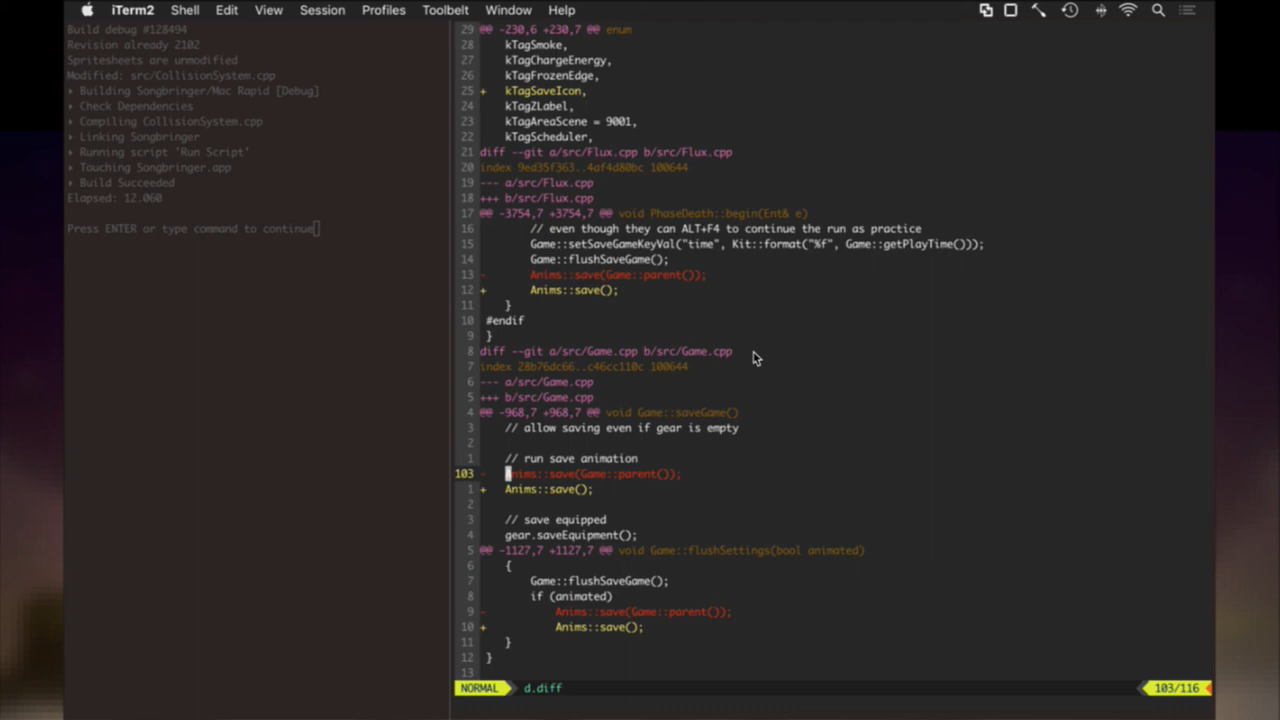 iTerm2 Shell Edit View Session Profiles Toolbelt Window Help
Build debug #128494
Revision already 2102
Spritesheets are unmodified
Modified: src/CollisionSystem.cpp
▸ Building Songbringer/Mac Rapid [Debug]
▸ Check Dependencies
▸ Compiling CollisionSystem.cpp
▸ Linking Songbringer
▸ Running script 'Run Script'
▸ Touching Songbringer.app
▸ Build Succeeded
Elapsed: 12.060
Press ENTER or type command to continue
29 @@ -230,6 +230,7 @@ enum
28 kTagSmoke,
27 kTagChargeEnergy,
26 kTagFrozenEdge,
25 + kTagSaveIcon,
24 kTagZLabel,
23 kTagAreaScene = 9001,
22 kTagScheduler,
21 diff --git a/src/Flux.cpp b/src/Flux.cpp
20 index 9ed35f363..4af4d80bc 100644
19 --- a/src/Flux.cpp
18 +++ b/src/Flux.cpp
17 @@ -3754,7 +3754,7 @@ void PhaseDeath::begin(Ent& e)
16 // even though they can ALT+F4 to continue the run as practice
15 Game::setSaveGameKeyVal("time", Kit::format("%f", Game::getPlayTime()));
14 Game::flushSaveGame();
13 - Anims::save(Game::parent());
12 + Anims::save();
11 }
10 #endif
9 }
8 diff --git a/src/Game.cpp b/src/Game.cpp
7 index 28b76dc66..c46cc110c 100644
6 --- a/src/Game.cpp
5 +++ b/src/Game.cpp
4 @@ -968,7 +968,7 @@ void Game::saveGame()
3 // allow saving even if gear is empty
2
1 // run save animation
103 - Anims::save(Game::parent());
1 + Anims::save();
2
3 // save equipped
4 gear.saveEquipment();
5 @@ -1127,7 +1127,7 @@ void Game::flushSettings(bool animated)
6 {
7 Game::flushSaveGame();
8 if (animated)
9 - Anims::save(Game::parent());
10 + Anims::save();
11 }
12 }
13
NORMAL d.diff 103/116